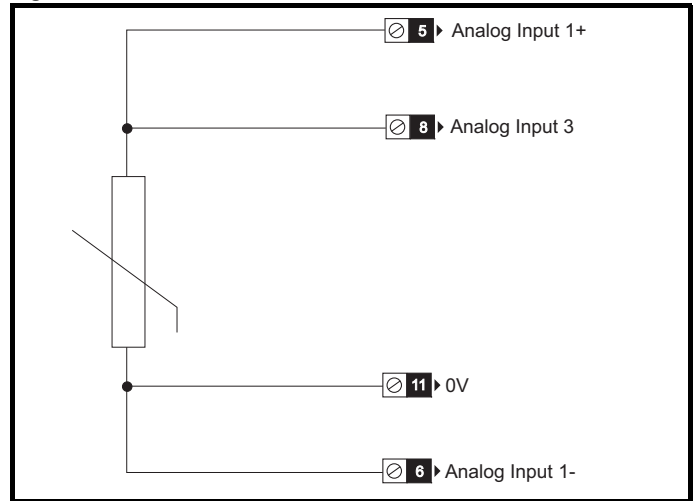 5 Analog Input 1+
8 Analog Input 3
11 0V
6 Analog Input 1-